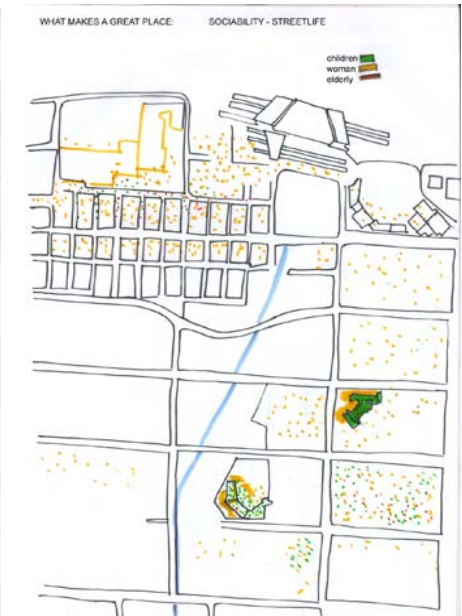 WHAT MAKES A GREAT PLACE: SOCIABILITY - STREETLIFE
children
woman
elderly